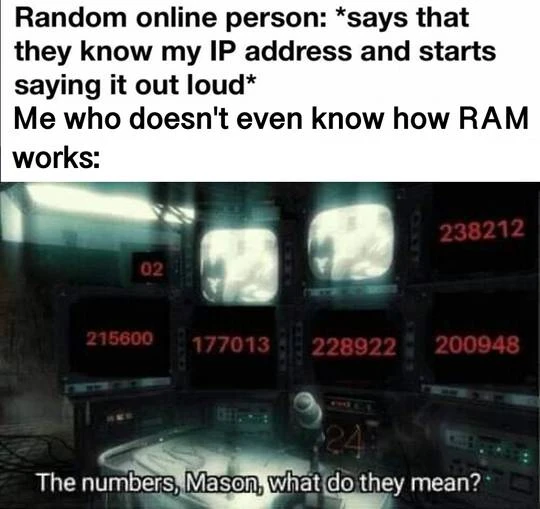 Random online person: *says that
they know my IP address and starts
saying it out loud*
Me who doesn't even know how RAM
works:
238212
02
215600
177013
228922
200948
24
The numbers, Mason, what do they mean?